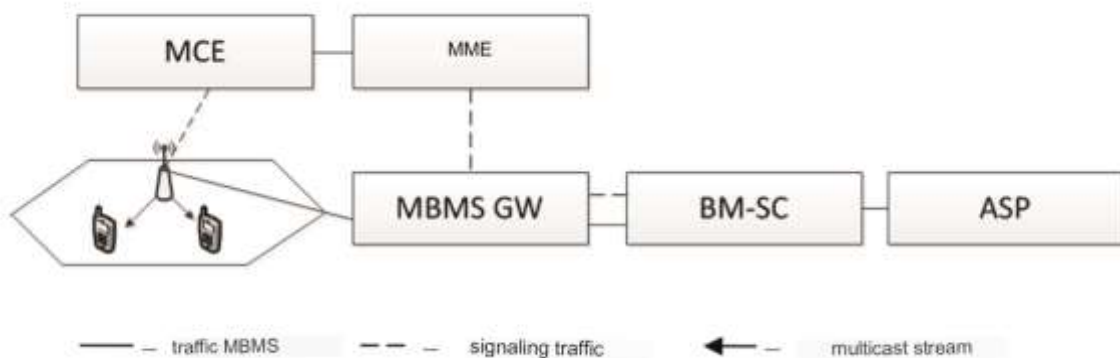 MCE
MME
MBMS GW
BM-SC
ASP
– traffic MBMS
– signaling traffic
– multicast stream